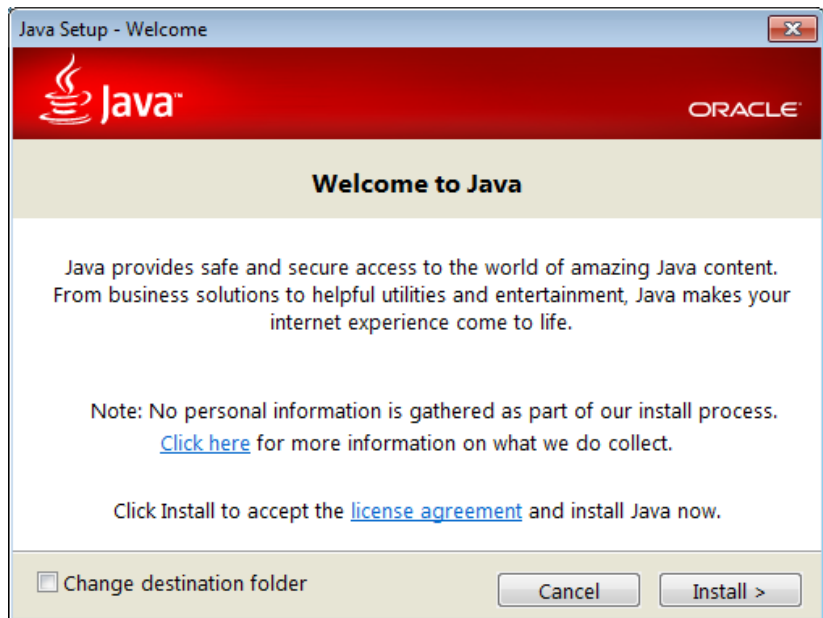 Java Setup - Welcome
Java™
ORACLE®
Welcome to Java
Java provides safe and secure access to the world of amazing Java content.
From business solutions to helpful utilities and entertainment, Java makes your
internet experience come to life.
Note: No personal information is gathered as part of our install process.
Click here for more information on what we do collect.
Click Install to accept the license agreement and install Java now.
Change destination folder
Cancel
Install >